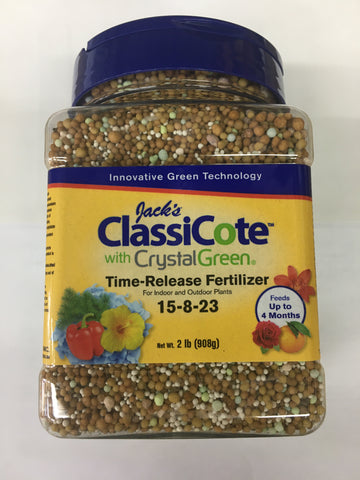 Innovative Green Technology
Jack's
ClassiCote™
with CrystalGreen®
Time-Release Fertilizer
For Indoor and Outdoor Plants
15-8-23
Net Wt. 2 lb (908g)
Feeds
Up to
4 Months